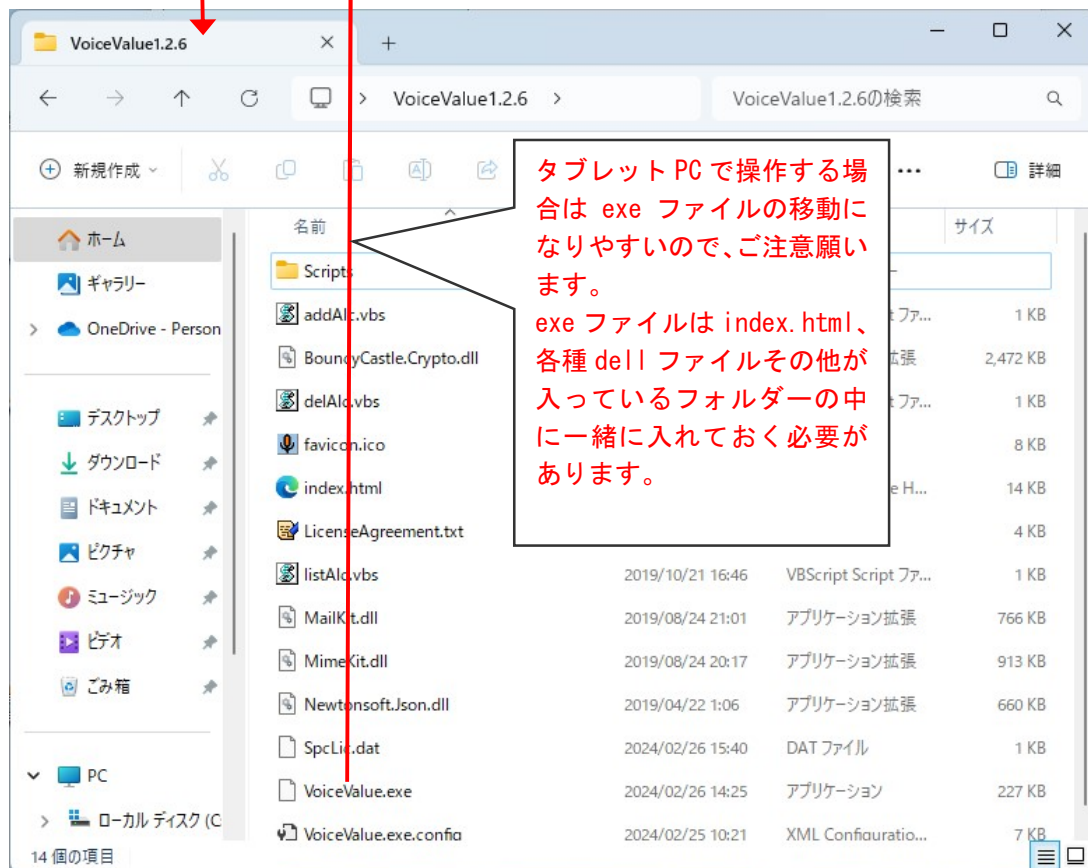 VoiceValue1.2.6
VoiceValue1.2.6
VoiceValue1.2.6の検索
新規作成
詳細
タブレット PC で操作する場
合は exe ファイルの移動に
なりやすいので、ご注意願い
ます。
exe ファイルは index.html、
各種 dell ファイルその他が
入っているフォルダーの中
に一緒に入れておく必要が
あります。
名前
サイズ
ホーム
ギャラリー
OneDrive - Person
デスクトップ
ダウンロード
ドキュメント
ピクチャ
ミュージック
ビデオ
ごみ箱
PC
ローカル ディスク (C
Scripts
addAlc.vbs ファ... 1 KB
BouncyCastle.Crypto.dll 拡張 2,472 KB
delAlc.vbs ファ... 1 KB
favicon.ico 8 KB
index.html e H... 14 KB
LicenseAgreement.txt 4 KB
listAlc.vbs 2019/10/21 16:46 VBScript Script ファ... 1 KB
MailKit.dll 2019/08/24 21:01 アプリケーション拡張 766 KB
MimeKit.dll 2019/08/24 20:17 アプリケーション拡張 913 KB
Newtonsoft.Json.dll 2019/04/22 1:06 アプリケーション拡張 660 KB
SpcLic.dat 2024/02/26 15:40 DAT ファイル 1 KB
VoiceValue.exe 2024/02/26 14:25 アプリケーション 227 KB
VoiceValue.exe.config 2024/02/25 10:21 XML Configuratio... 7 KB
14 個の項目